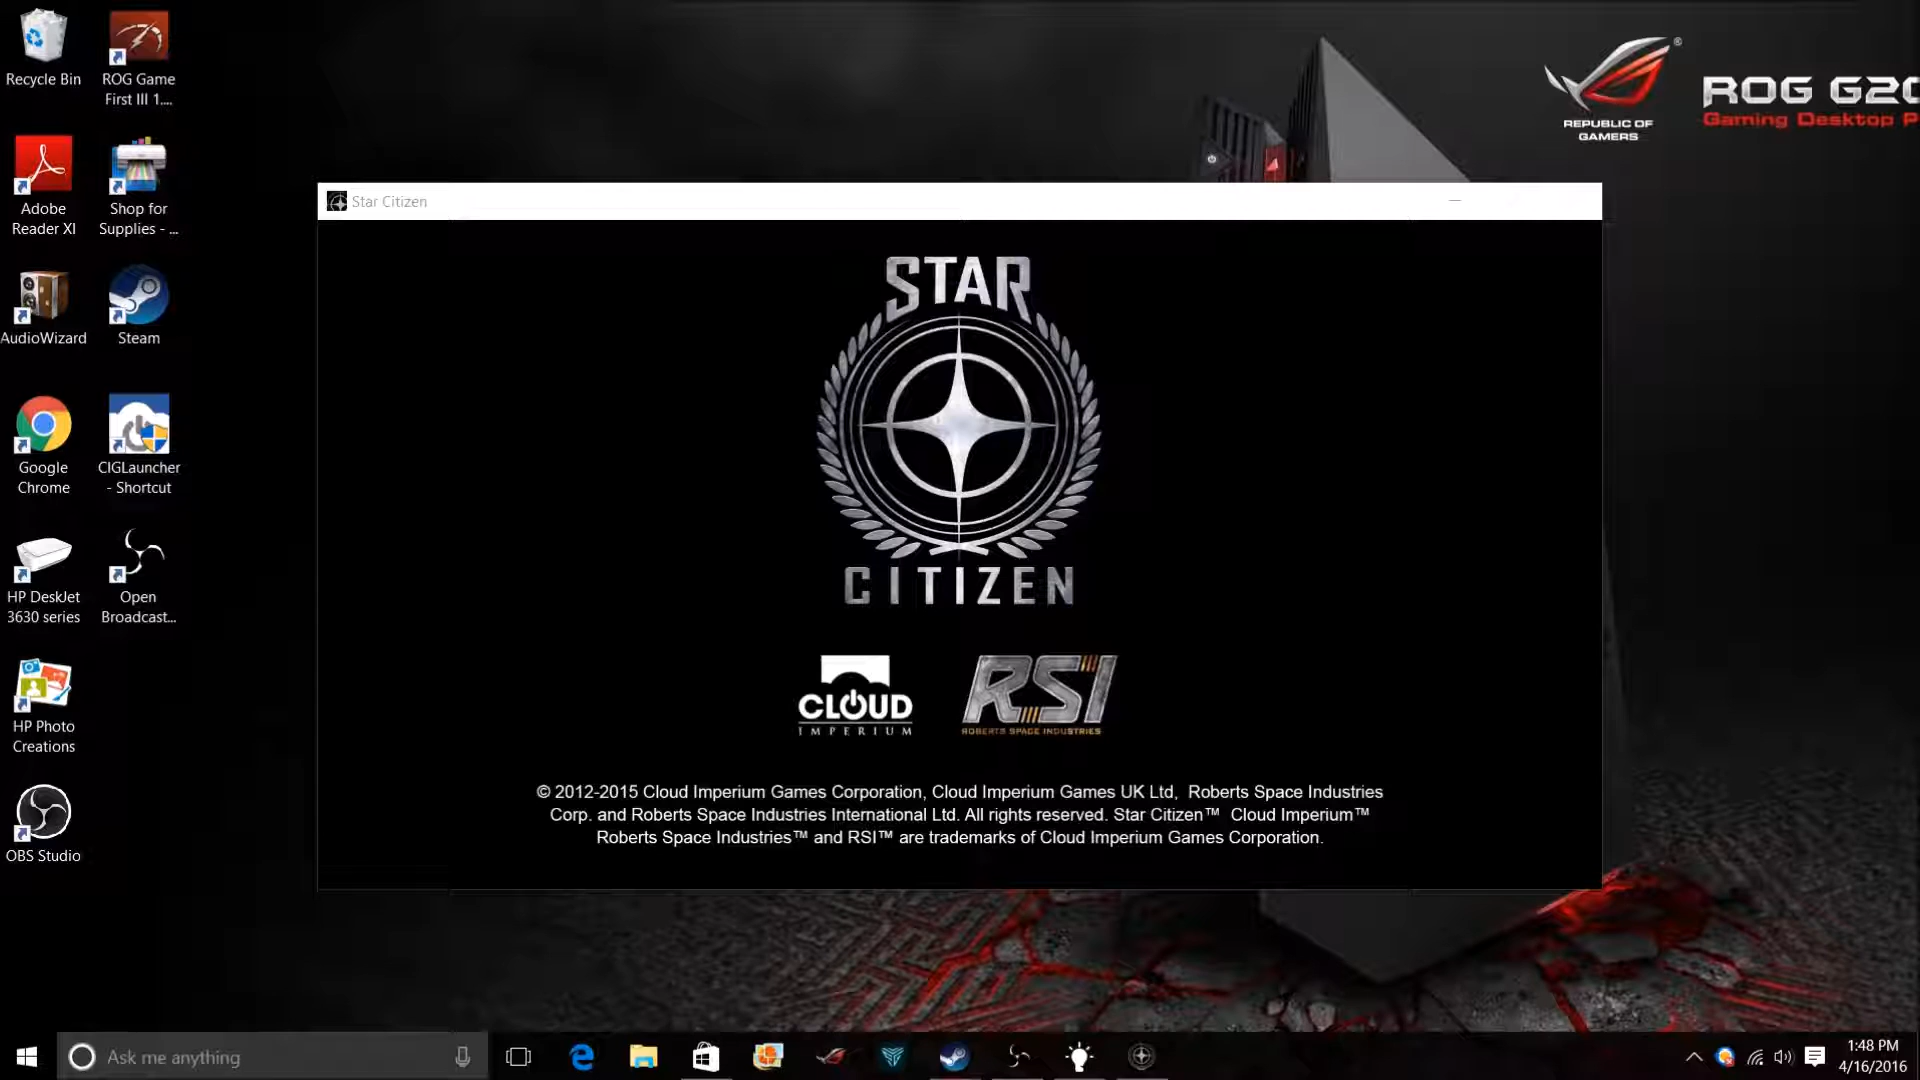 Recycle Bin
ROG Game
First III 1....
Adobe
Reader XI
Shop for
Supplies - ...
AudioWizard
Steam
Google
Chrome
CIGLauncher
- Shortcut
HP DeskJet
3630 series
Open
Broadcast...
HP Photo
Creations
OBS Studio
REPUBLIC OF
GAMERS
®
ROG G20
Gaming Desktop P
Star Citizen
STAR
CITIZEN
CLOUD
IMPERIUM
RSI
ROBERTS SPACE INDUSTRIES
© 2012-2015 Cloud Imperium Games Corporation, Cloud Imperium Games UK Ltd, Roberts Space Industries
Corp. and Roberts Space Industries International Ltd. All rights reserved. Star Citizen™ Cloud Imperium™
Roberts Space Industries™ and RSI™ are trademarks of Cloud Imperium Games Corporation.
Ask me anything
1:48 PM
4/16/2016